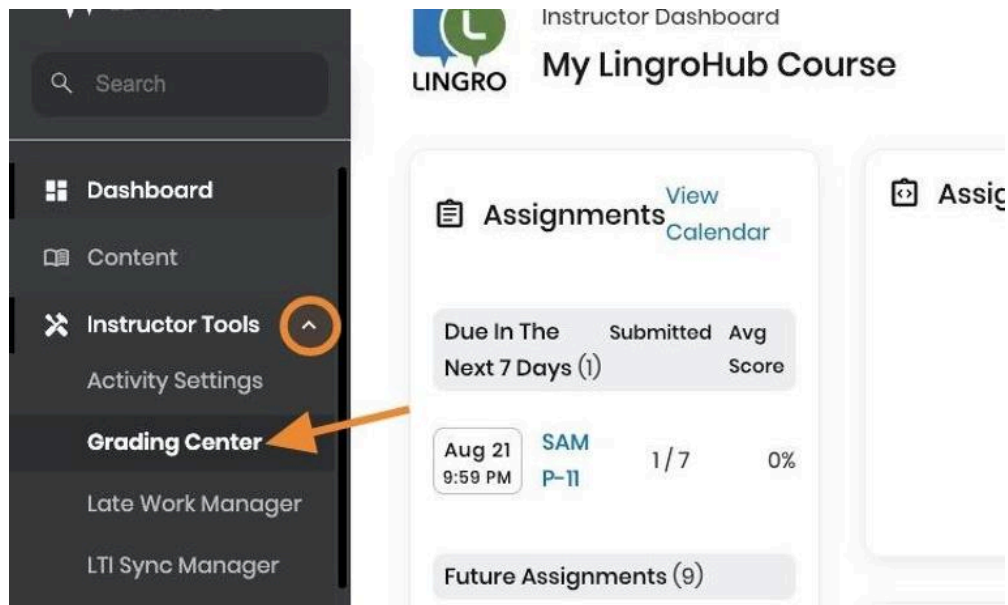 Search
Dashboard
Content
Instructor Tools
Activity Settings
Grading Center
Late Work Manager
LTI Sync Manager
L
LINGRO
Instructor Dashboard
My LingroHub Course
Assignments
View
Calendar
Due In The
Next 7 Days (1)
Submitted
Avg
Score
Aug 21
9:59 PM
SAM
P-11
1/7
0%
Future Assignments (9)
Assig